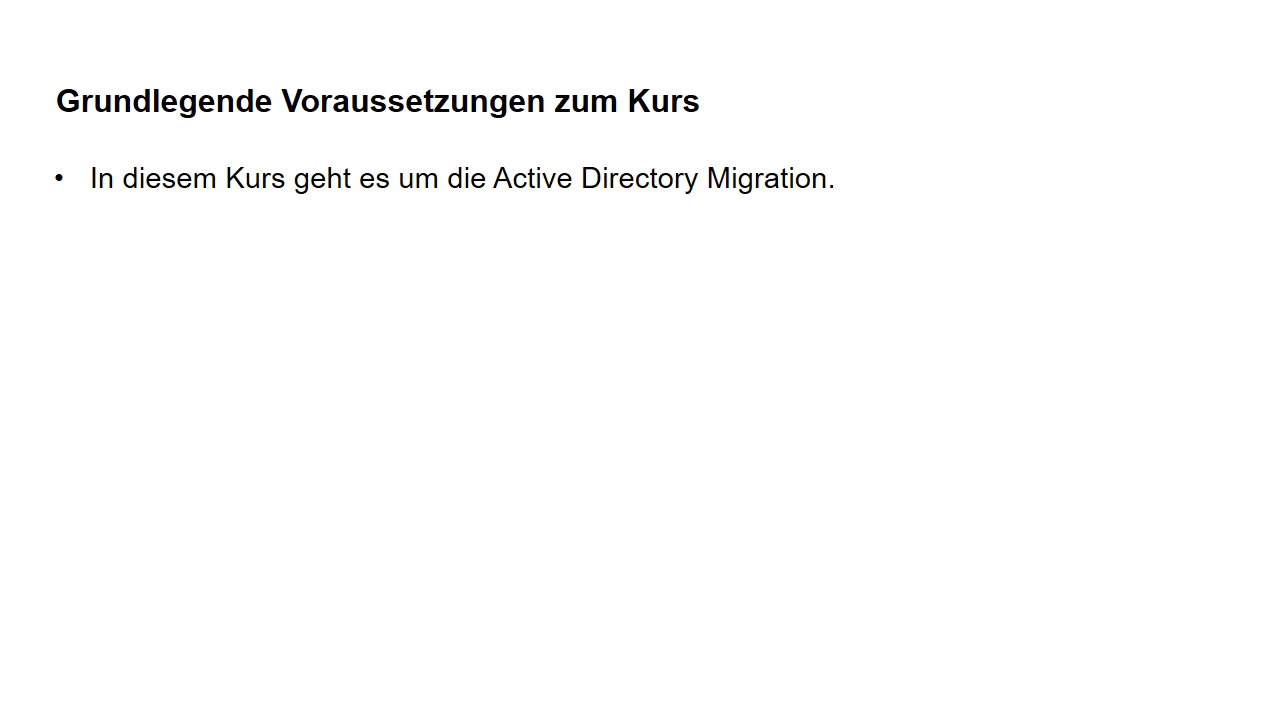 Grundlegende Voraussetzungen zum Kurs
• In diesem Kurs geht es um die Active Directory Migration.